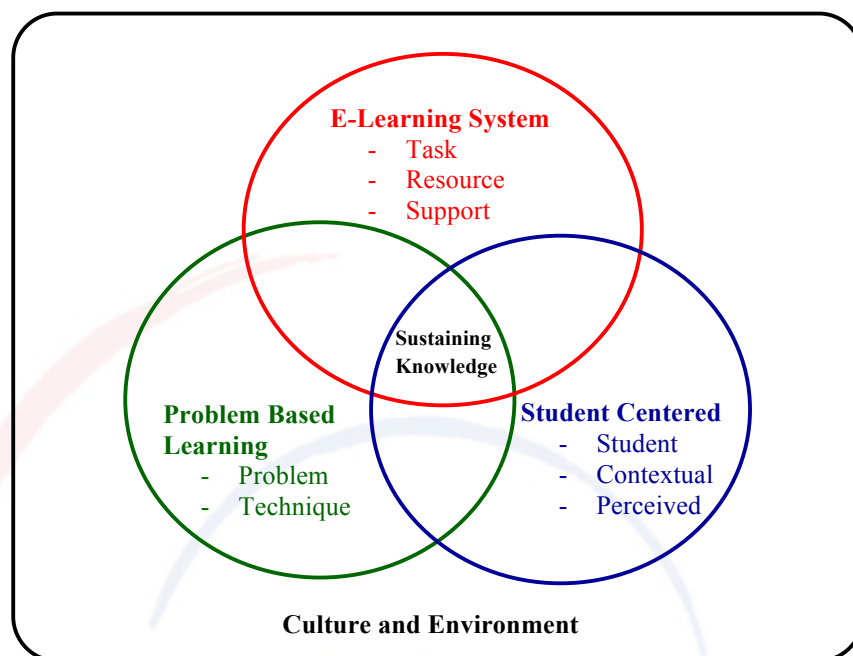 E-Learning System
- Task
- Resource
- Support
Sustaining
Knowledge
Problem Based
Learning
- Problem
- Technique
Student Centered
- Student
- Contextual
- Perceived
Culture and Environment